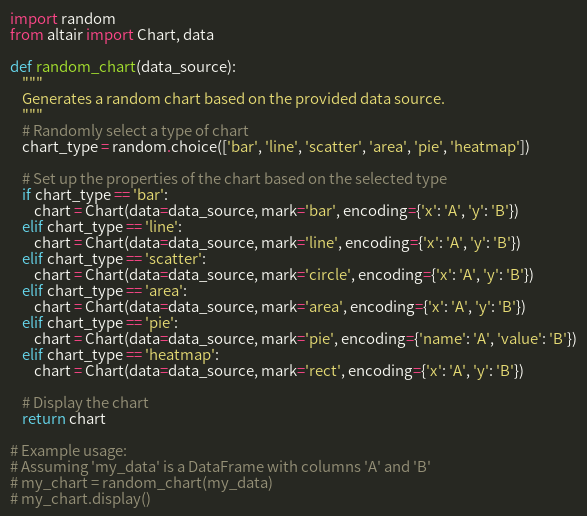 import random
from altair import Chart, data

def random_chart(data_source):
    """
    Generates a random chart based on the provided data source.
    """
    # Randomly select a type of chart
    chart_type = random.choice(['bar', 'line', 'scatter', 'area', 'pie', 'heatmap'])

    # Set up the properties of the chart based on the selected type
    if chart_type == 'bar':
        chart = Chart(data=data_source, mark='bar', encoding={'x': 'A', 'y': 'B'})
    elif chart_type == 'line':
        chart = Chart(data=data_source, mark='line', encoding={'x': 'A', 'y': 'B'})
    elif chart_type == 'scatter':
        chart = Chart(data=data_source, mark='circle', encoding={'x': 'A', 'y': 'B'})
    elif chart_type == 'area':
        chart = Chart(data=data_source, mark='area', encoding={'x': 'A', 'y': 'B'})
    elif chart_type == 'pie':
        chart = Chart(data=data_source, mark='pie', encoding={'name': 'A', 'value': 'B'})
    elif chart_type == 'heatmap':
        chart = Chart(data=data_source, mark='rect', encoding={'x': 'A', 'y': 'B'})

    # Display the chart
    return chart

# Example usage:
# Assuming 'my_data' is a DataFrame with columns 'A' and 'B'
# my_chart = random_chart(my_data)
# my_chart.display()